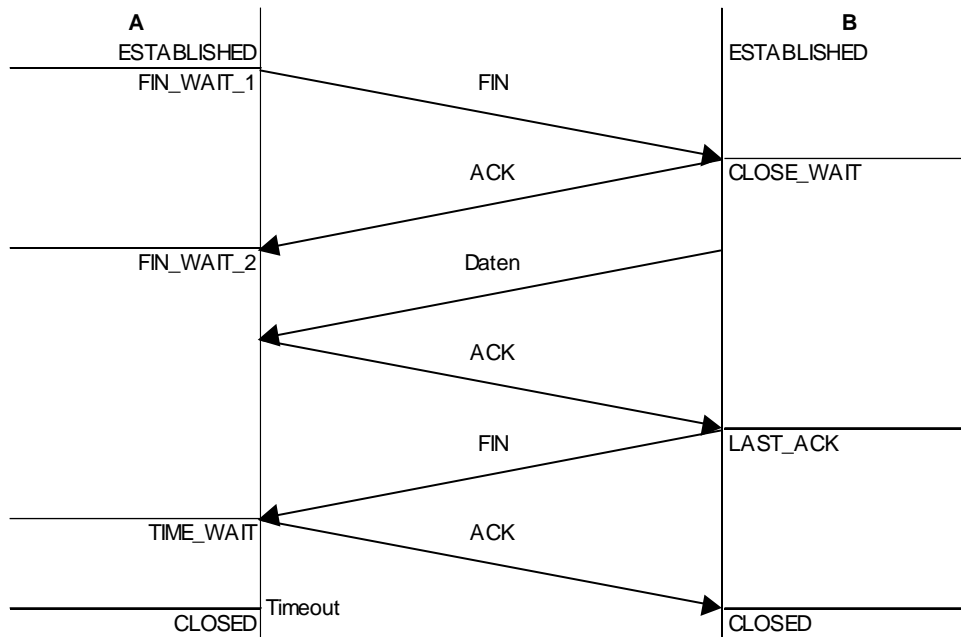 A
B
ESTABLISHED
ESTABLISHED
FIN_WAIT_1
FIN
ACK
CLOSE_WAIT
FIN_WAIT_2
Daten
ACK
FIN
LAST_ACK
TIME_WAIT
ACK
Timeout
CLOSED
CLOSED